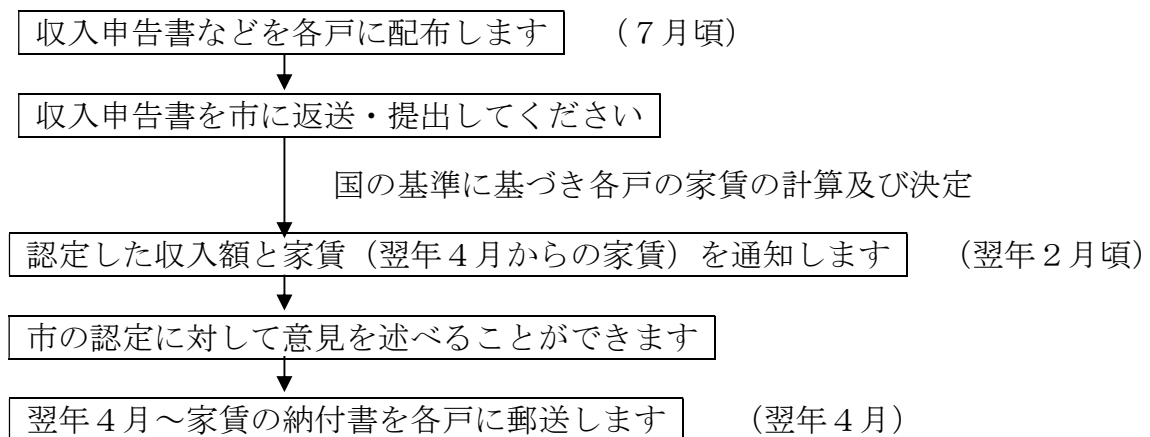 収入申告書などを各戸に配布します （７月頃）
収入申告書を市に返送・提出してください
国の基準に基づき各戸の家賃の計算及び決定
認定した収入額と家賃（翌年４月からの家賃）を通知します （翌年２月頃）
市の認定に対して意見を述べることができます
翌年４月～家賃の納付書を各戸に郵送します （翌年４月）